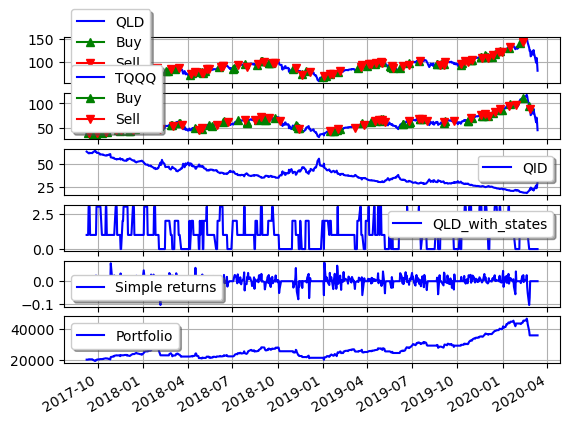 QLD
Buy
Sell
150
100
TQQQ
Buy
Sell
100
50
50
25
QID
2.5
0.0
QLD_with_states
0.0
−0.1
Simple returns
40000
20000
Portfolio
2017-10
2018-01
2018-04
2018-07
2018-10
2019-01
2019-04
2019-07
2019-10
2020-01
2020-04